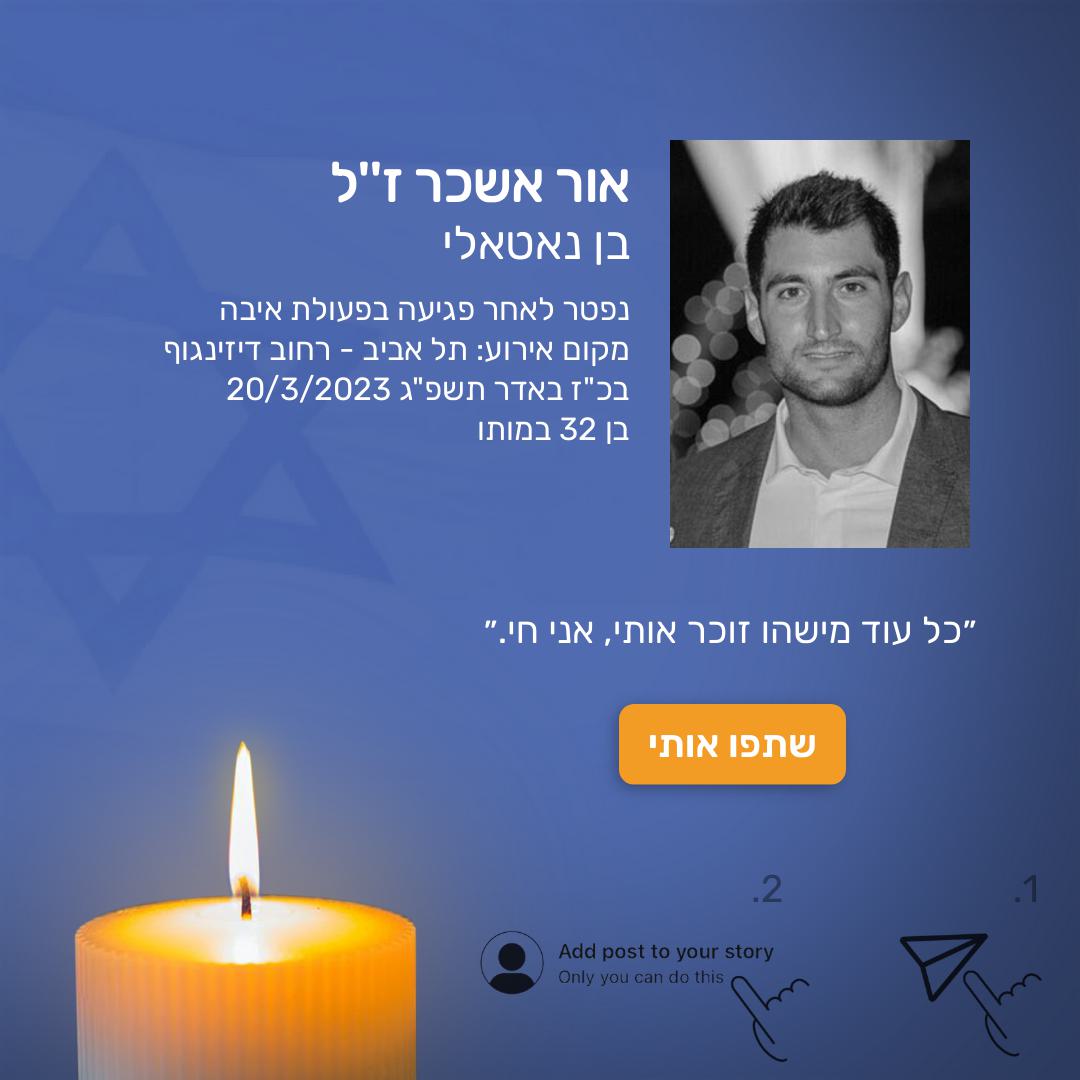 אור אשכר ז"ל
בן נאטאלי
נפטר לאחר פגיעה בפעולת איבה
מקום אירוע: תל אביב - רחוב דיזינגוף
בכ"ז באדר תשפ"ג 20/3/2023
בן 32 במותו
״כל עוד מישהו זוכר אותי, אני חי.״
שתפו אותי
1.
2.
Add post to your story
Only you can do this